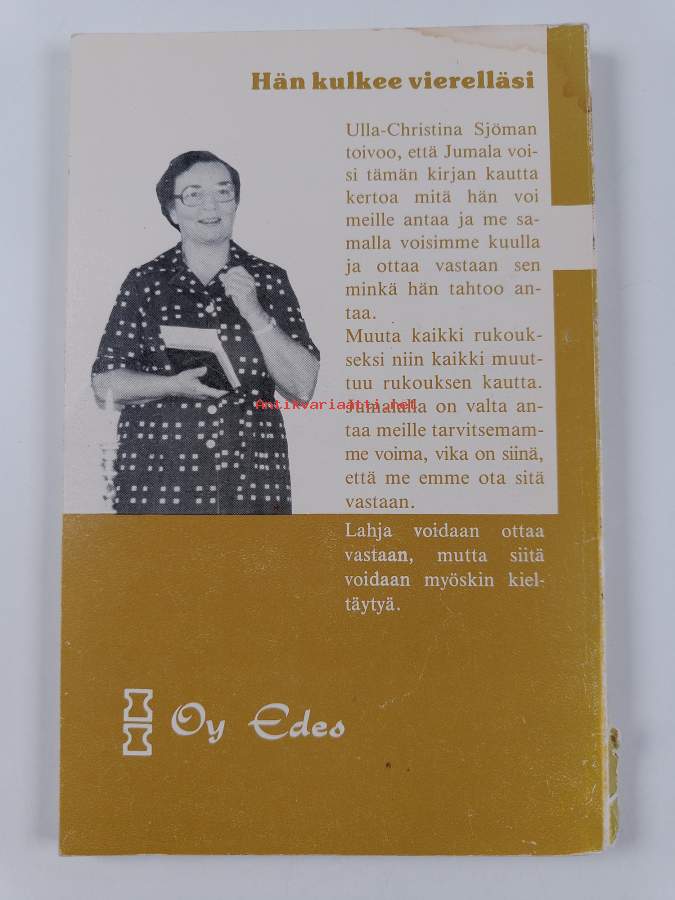 Hän kulkee vierelläsi
Ulla-Christina Sjöman
toivoo, että Jumala voi-
si tämän kirjan kautta
kertoa mitä hän voi
meille antaa ja me sa-
malla voisimme kuulla
ja ottaa vastaan sen
minkä hän tahtoo an-
taa.
Muuta kaikki rukouk-
seksi niin kaikki muut-
tuu rukouksen kautta.
Jumalalla on valta an-
taa meille tarvitsemam-
me voima, vika on siinä,
että me emme ota sitä
vastaan.
Lahja voidaan ottaa
vastaan, mutta siitä
voidaan myöskin kiel-
täytyä.
Antikvariaatti.net
Oy Edes